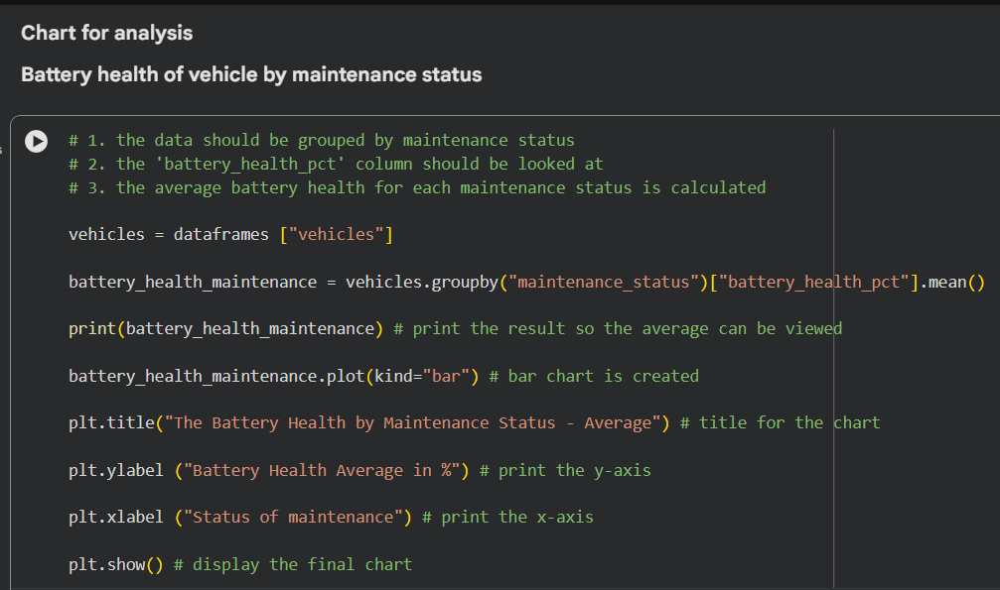 Chart for analysis
Battery health of vehicle by maintenance status
# 1. the data should be grouped by maintenance status
# 2. the 'battery_health_pct' column should be looked at
# 3. the average battery health for each maintenance status is calculated
vehicles = dataframes ["vehicles"]
battery_health_maintenance = vehicles.groupby("maintenance_status")["battery_health_pct"].mean()
print(battery_health_maintenance) # print the result so the average can be viewed
battery_health_maintenance.plot(kind="bar") # bar chart is created
plt.title("The Battery Health by Maintenance Status - Average") # title for the chart
plt.ylabel ("Battery Health Average in %") # print the y-axis
plt.xlabel ("Status of maintenance") # print the x-axis
plt.show() # display the final chart